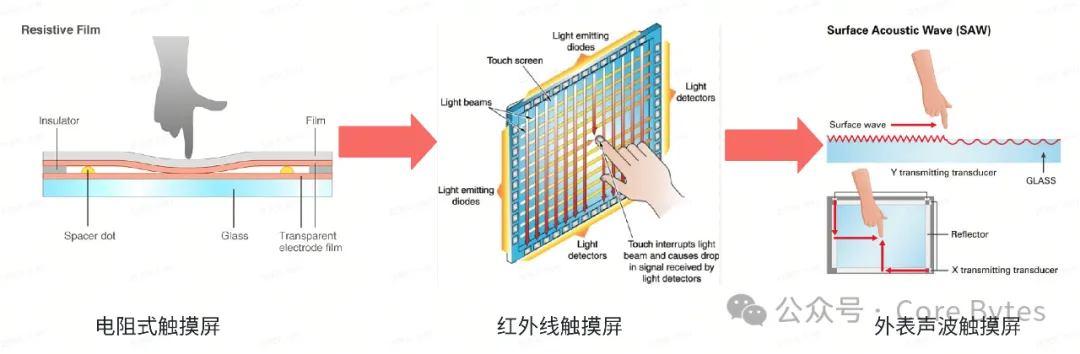 Resistive Film
Insulator
Film
Spacer dot
Glass
Transparent
electrode film
电阻式触摸屏
Light emitting
diodes
Touch screen
Light beams
Light
detectors
Light emitting
diodes
Light
detectors
Touch interrupts light
beam and causes drop
in signal received by
light detectors
红外线触摸屏
Surface Acoustic Wave (SAW)
Surface wave
Y transmitting transducer
GLASS
Reflector
X transmitting transducer
公众号 · Core Bytes
外表声波触摸屏